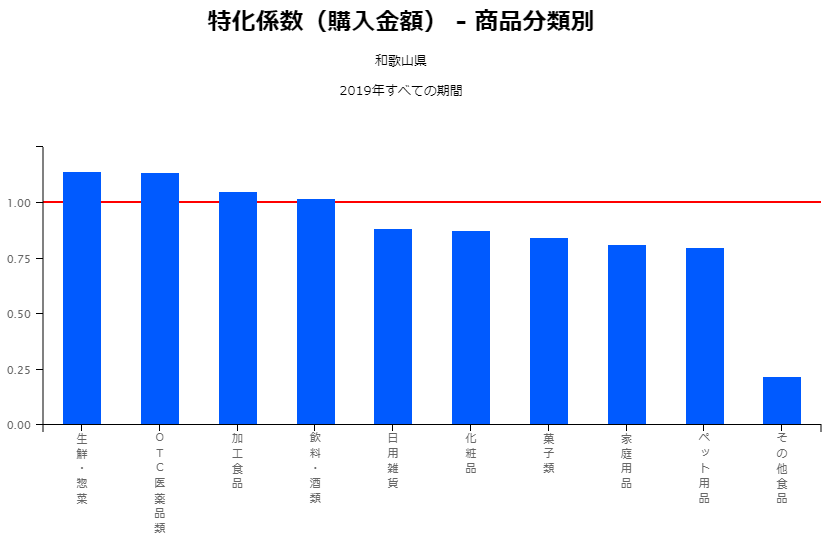 特化係数（購入金額） - 商品分類別
和歌山県
2019年すべての期間
1.00
0.75
0.50
0.25
0.00
生鮮・惣菜
OTC医薬品類
加工食品
飲料・酒類
日用雑貨
化粧品
菓子類
家庭用品
ペット用品
その他食品